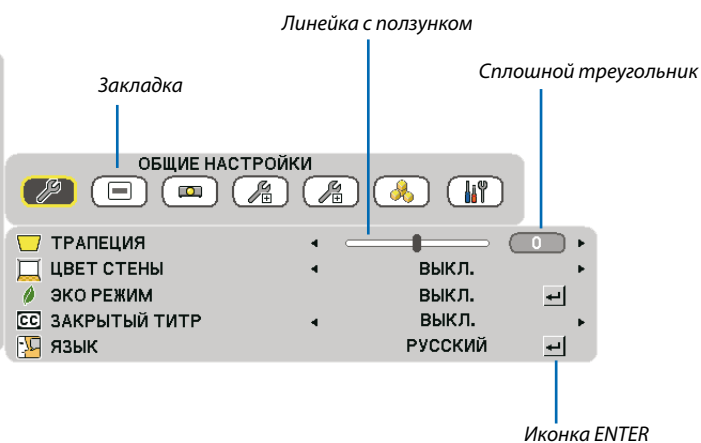 Линейка с ползунком
Сплошной треугольник
Закладка
ОБЩИЕ НАСТРОЙКИ
ТРАПЕЦИЯ 0
ЦВЕТ СТЕНЫ ВЫКЛ.
ЭКО РЕЖИМ ВЫКЛ.
CC ЗАКРЫТЫЙ ТИТР ВЫКЛ.
ЯЗЫК РУССКИЙ
Иконка ENTER